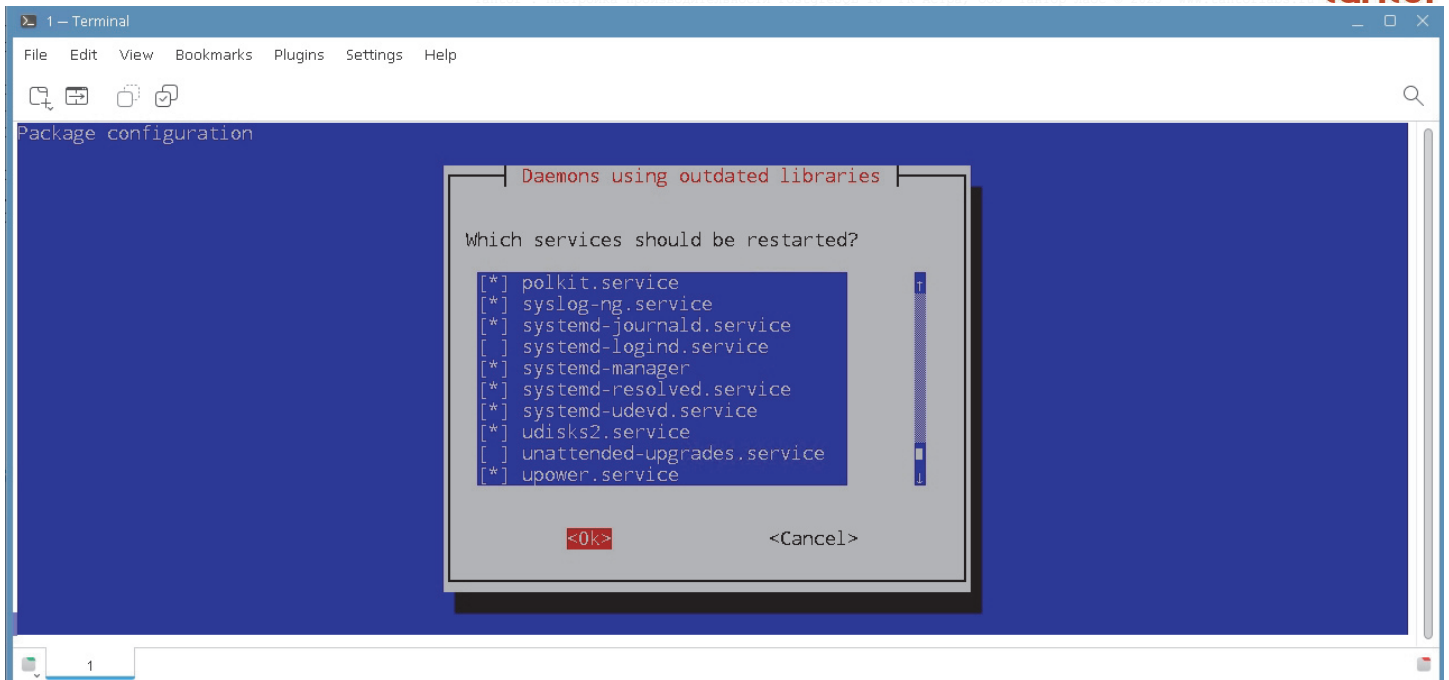 1 — Terminal
File Edit View Bookmarks Plugins Settings Help
Package configuration
Daemons using outdated libraries
Which services should be restarted?
[*] polkit.service
[*] syslog-ng.service
[*] systemd-journald.service
[ ] systemd-logind.service
[*] systemd-manager
[*] systemd-resolved.service
[*] systemd-udevd.service
[*] udisks2.service
[ ] unattended-upgrades.service
[*] upower.service
<Ok> <Cancel>
1